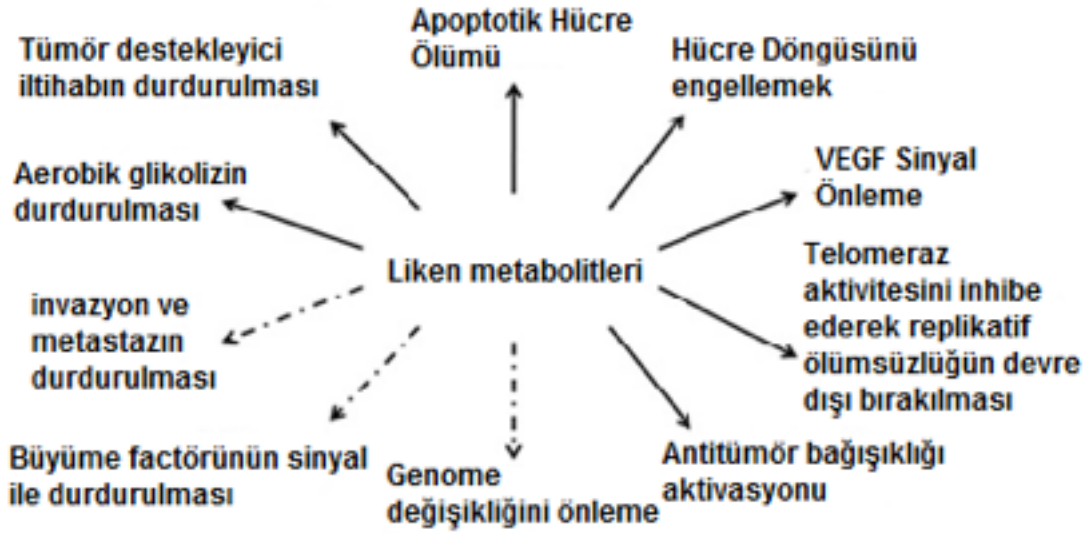 Apoptotik Hücre
Ölümü
Tümör destekleyici
iltihabın durdurulması
Hücre Döngüsünü
engellemek
Aerobik glikolizin
durdurulması
VEGF Sinyal
Önleme
Liken metabolitleri
Telomeraz
aktivitesini inhibe
ederek replikatif
ölümsüzlüğün devre
dışı bırakılması
invazyon ve
metastazın
durdurulması
Büyüme factörünün sinyal
ile durdurulması
Genome
değişikliğini önleme
Antitümör bağışıklığı
aktivasyonu